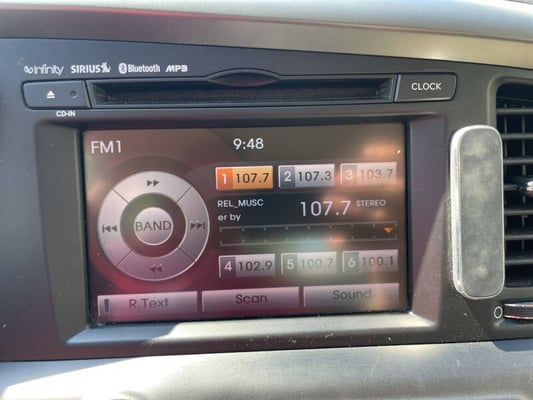 infinity SIRIUS Bluetooth MP3
CLOCK
CD-IN
FM1 9:48
1 107.7 2 107.3 3 103.7
REL_MUSC 107.7 STEREO
er by
BAND
4 102.9 5 100.7 6 100.1
R.Text Scan Sound